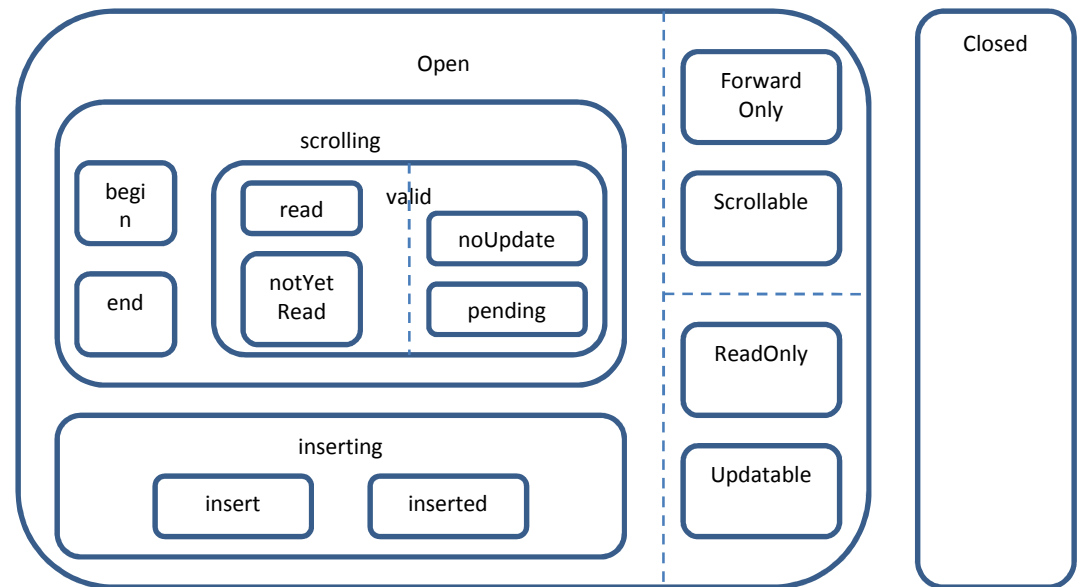 Open
scrolling
begi
n
end
valid
read
notYet
Read
noUpdate
pending
inserting
insert
inserted
Forward
Only
Scrollable
ReadOnly
Updatable
Closed